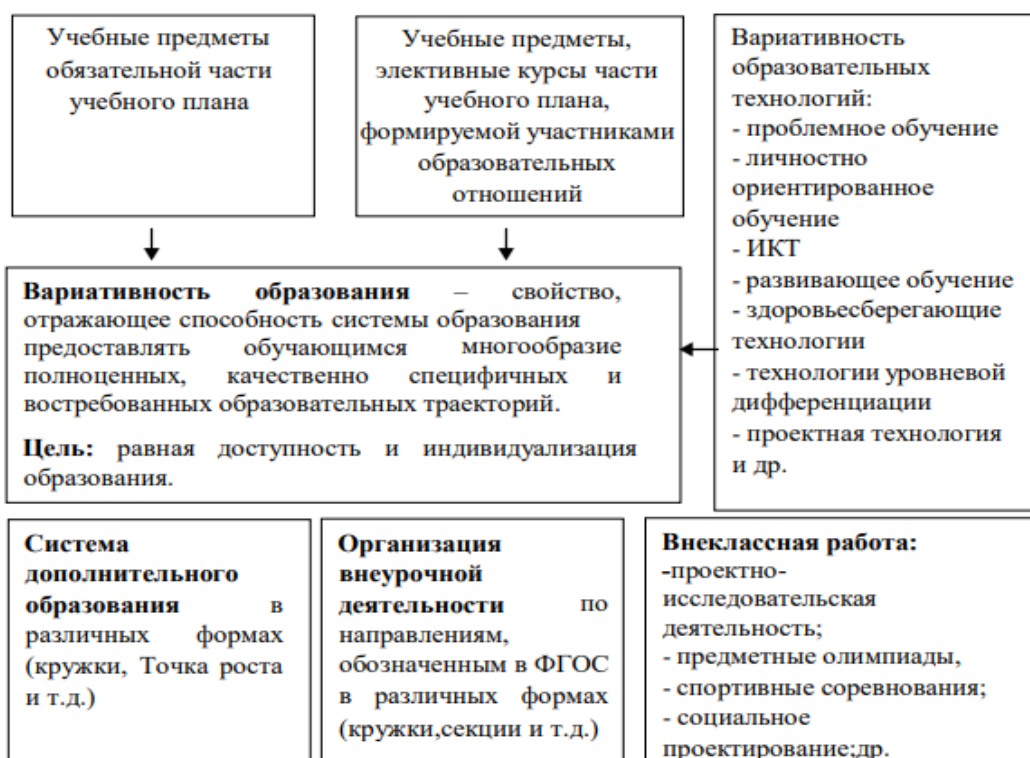 Учебные предметы
обязательной части
учебного плана
Учебные предметы,
элективные курсы части
учебного плана,
формируемой участниками
образовательных
отношений
Вариативность
образовательных
технологий:
- проблемное обучение
- личностно
ориентированное
обучение
- ИКТ
- развивающее обучение
- здоровьесберегающие
технологии
- технологии уровневой
дифференциации
- проектная технология
и др.
Вариативность образования – свойство,
отражающее способность системы образования
предоставлять обучающимся многообразие
полноценных, качественно специфичных и
востребованных образовательных траекторий.
Цель: равная доступность и индивидуализация
образования.
Система
дополнительного
образования в
различных формах
(кружки, Точка роста
и т.д.)
Организация
внеурочной
деятельности по
направлениям,
обозначенным в ФГОС
в различных формах
(кружки,секции и т.д.)
Внеклассная работа:
-проектно-
исследовательская
деятельность;
- предметные олимпиады,
- спортивные соревнования;
- социальное
проектирование;др.